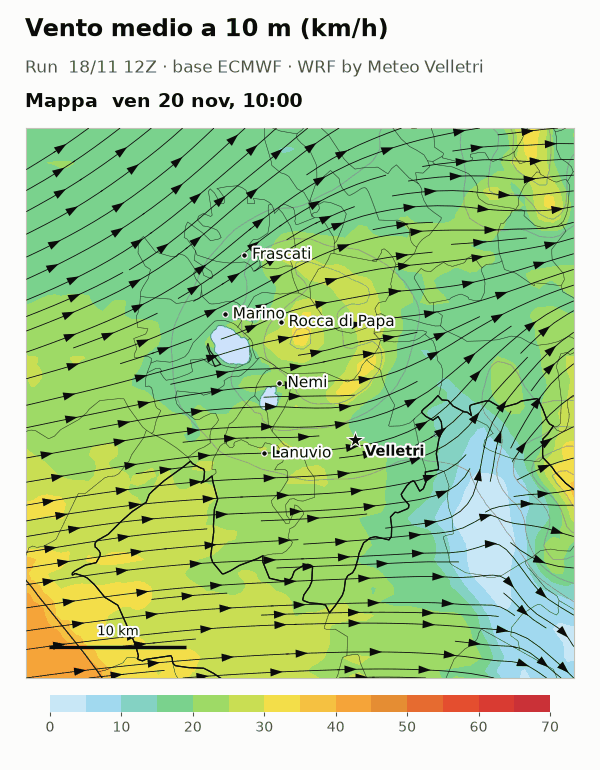 Vento medio a 10 m (km/h)
Run  18/11 12Z · base ECMWF · WRF by Meteo Velletri
Mappa  ven 20 nov, 10:00
Frascati
Marino
Rocca di Papa
Nemi
Velletri
Lanuvio
10 km
0 10 20 30 40 50 60 70